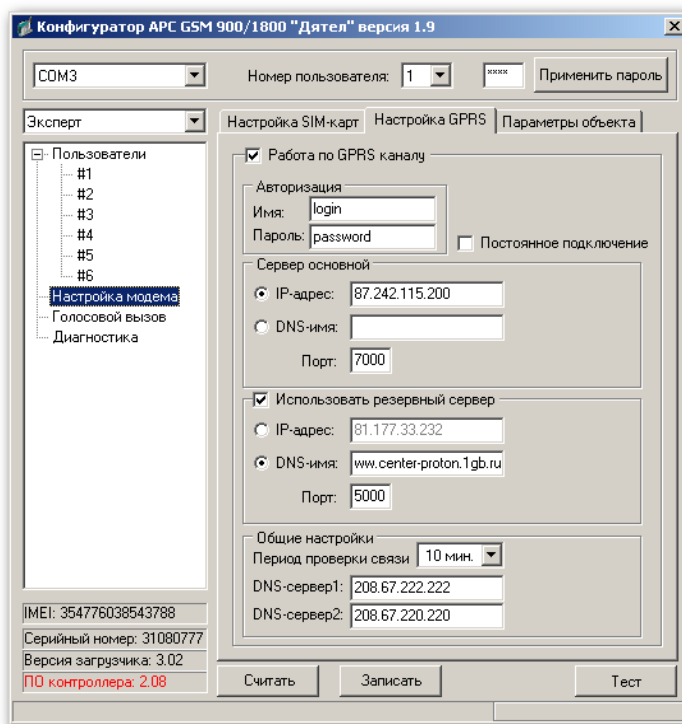 Конфигуратор АРС GSM 900/1800 "Дятел" версия 1.9
COM3 Номер пользователя: 1 **** Применить пароль
Эксперт
Настройка SIM-карт Настройка GPRS Параметры объекта
Пользователи
#1
#2
#3
#4
#5
#6
Настройка модема
Голосовой вызов
Диагностика
Работа по GPRS каналу
Авторизация
Имя: login
Пароль: password
Постоянное подключение
Сервер основной
IP-адрес: 87.242.115.200
DNS-имя:
Порт: 7000
Использовать резервный сервер
IP-адрес: 81.177.33.232
DNS-имя: ww.center-proton.1gb.ru
Порт: 5000
Общие настройки
Период проверки связи 10 мин.
DNS-сервер1: 208.67.222.222
DNS-сервер2: 208.67.220.220
IMEI: 354776038543788
Серийный номер: 31080777
Версия загрузчика: 3.02
ПО контроллера: 2.08
Считать Записать Тест